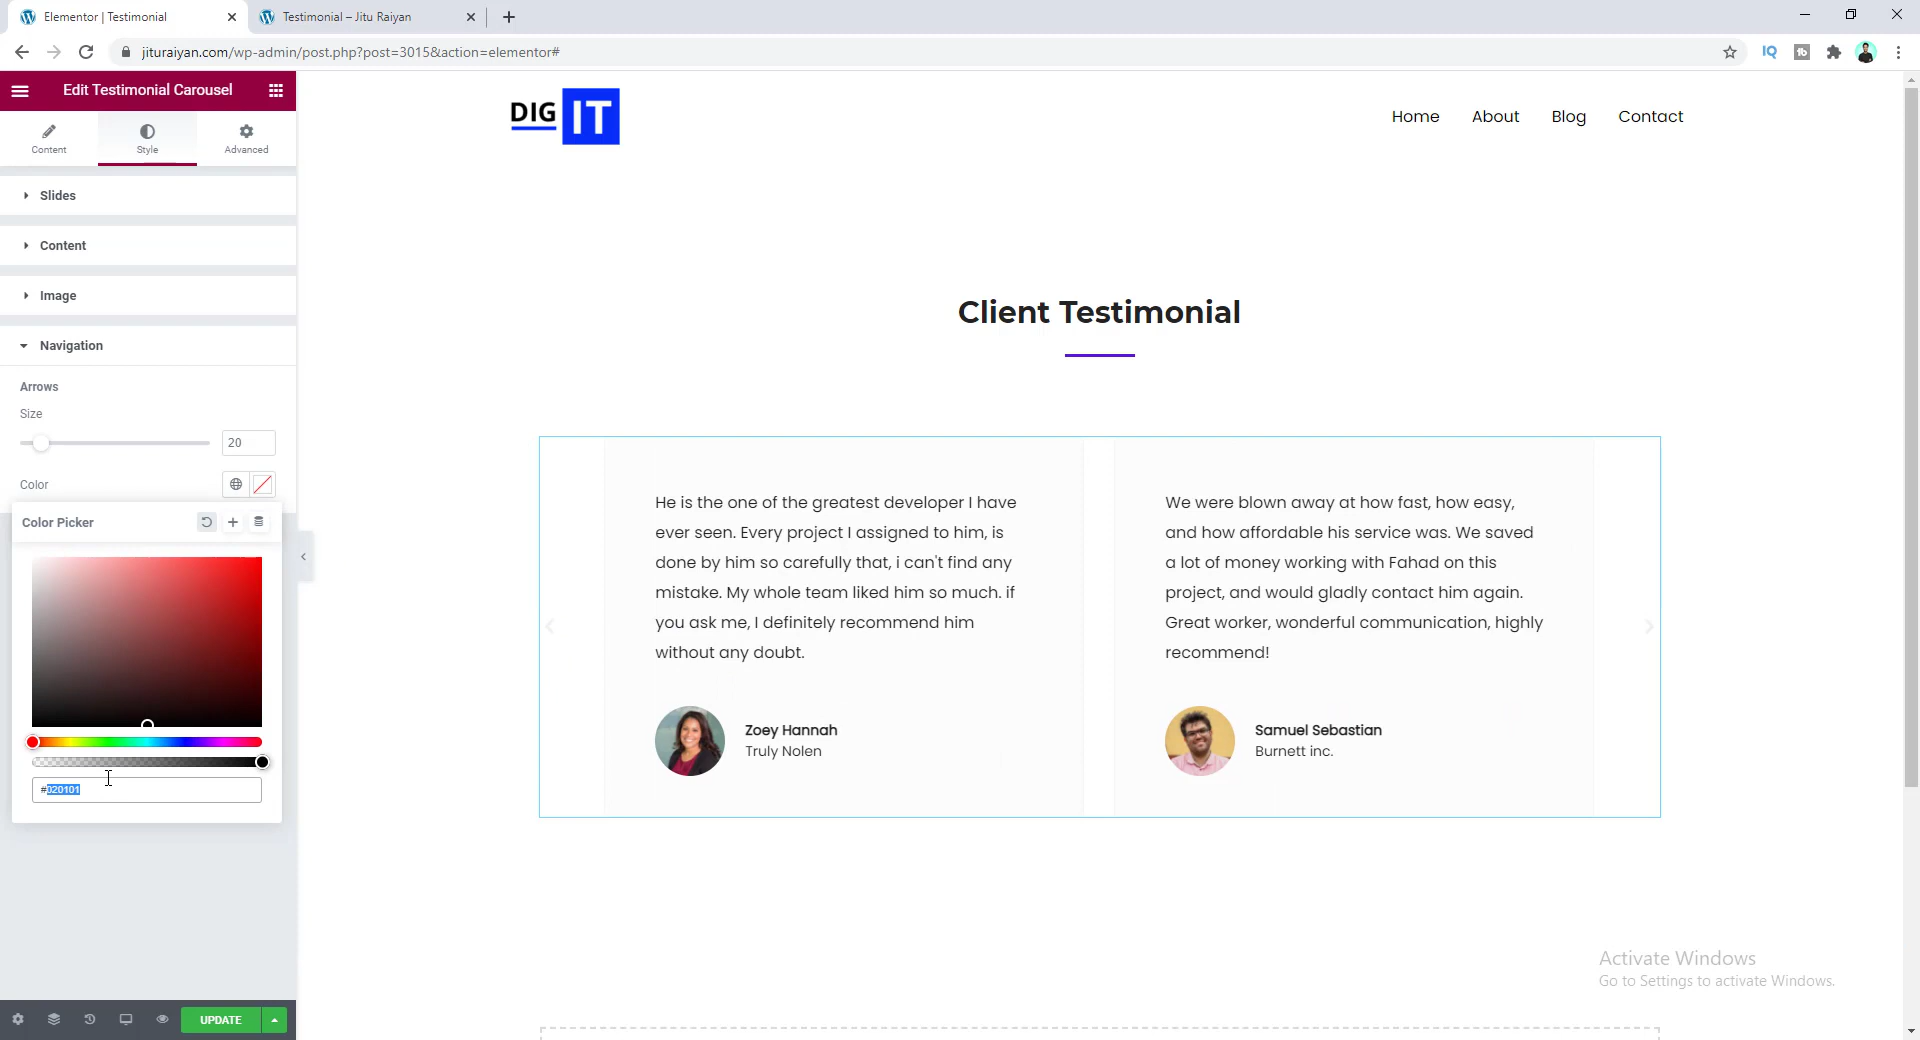 Elementor | Testimonial
Testimonial – Jitu Raiyan
jituraiyan.com/wp-admin/post.php?post=3015&action=elementor#
IQ
Edit Testimonial Carousel
Content
Style
Advanced
Slides
Content
Image
Navigation
Arrows
Size
20
Color
Color Picker
#020101
UPDATE
DIG IT
Home
About
Blog
Contact
Client Testimonial
He is the one of the greatest developer I have
ever seen. Every project I assigned to him, is
done by him so carefully that, i can't find any
mistake. My whole team liked him so much. if
you ask me, I definitely recommend him
without any doubt.
Zoey Hannah
Truly Nolen
We were blown away at how fast, how easy,
and how affordable his service was. We saved
a lot of money working with Fahad on this
project, and would gladly contact him again.
Great worker, wonderful communication, highly
recommend!
Samuel Sebastian
Burnett inc.
Activate Windows
Go to Settings to activate Windows.